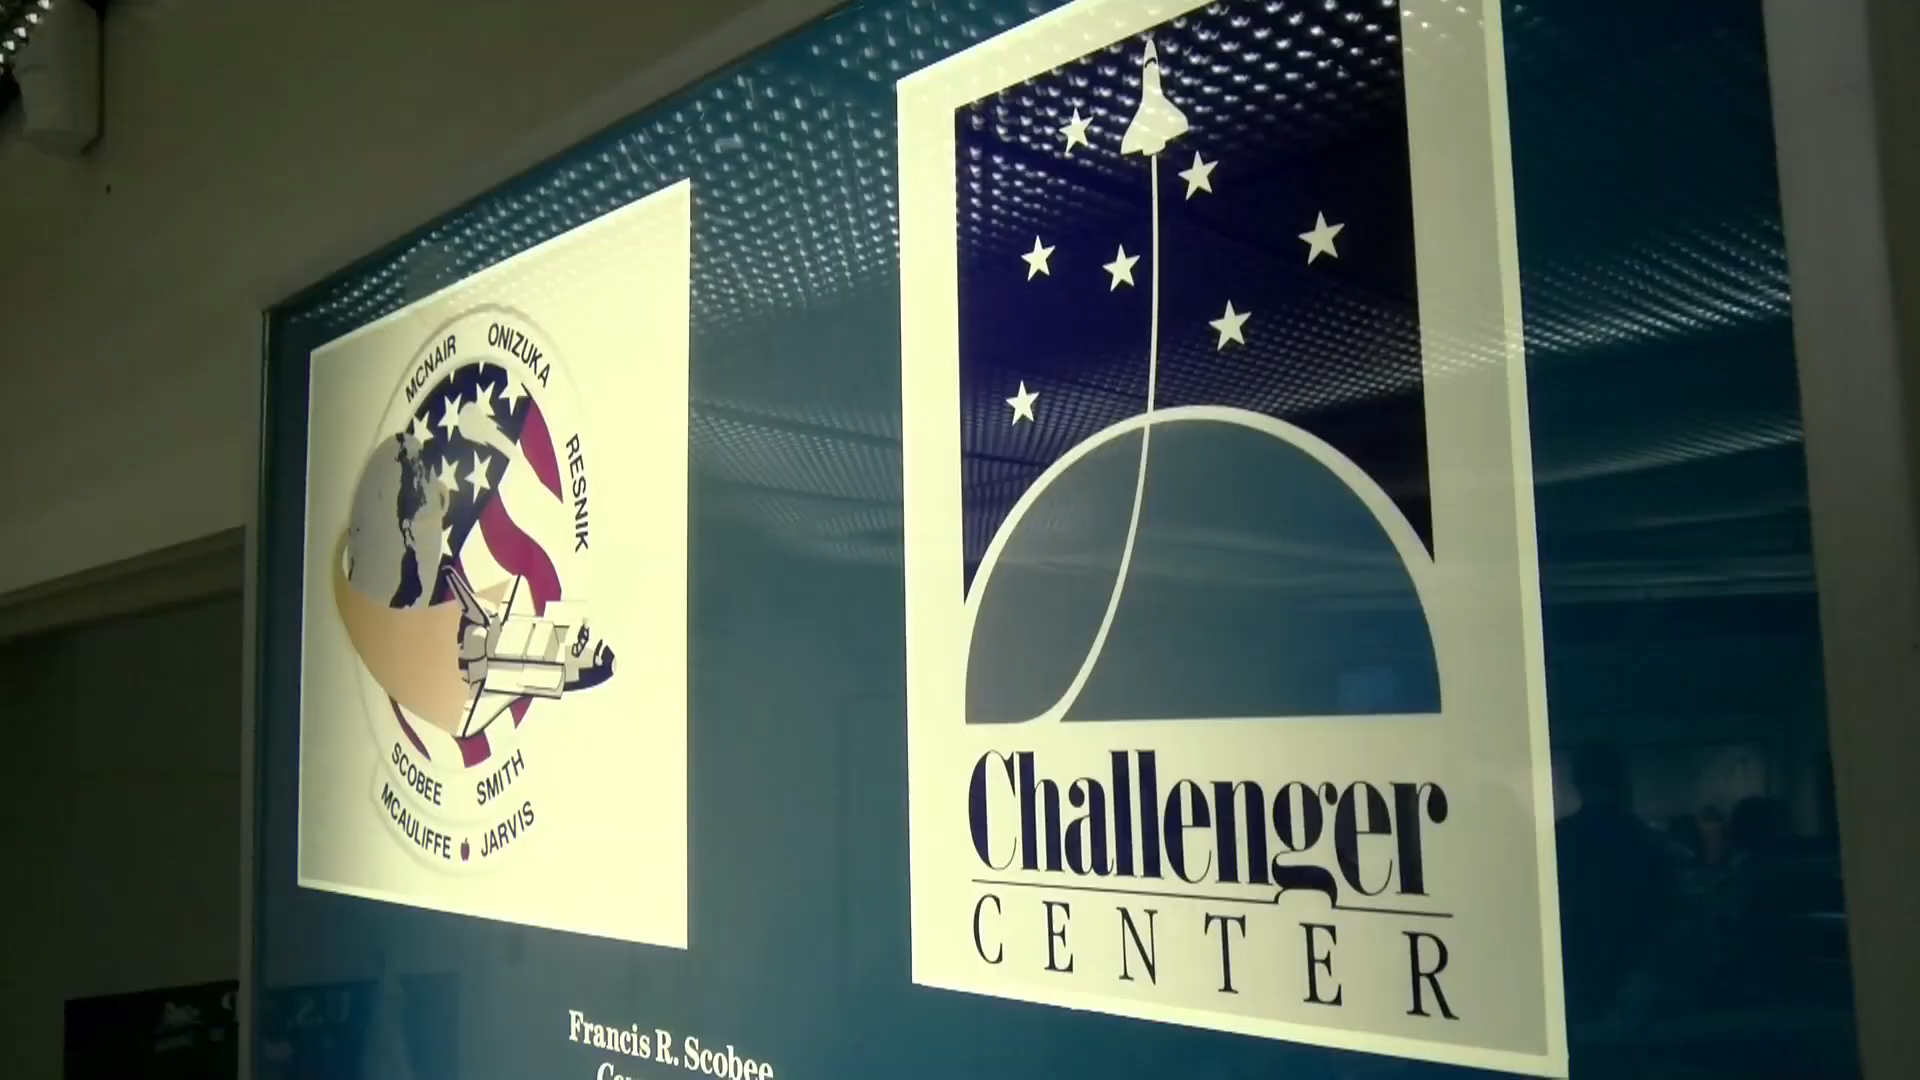 MCNAIR ONIZUKA RESNIK
SCOBEE SMITH
MCAULIFFE JARVIS
Challenger
CENTER
Francis R. Scobee